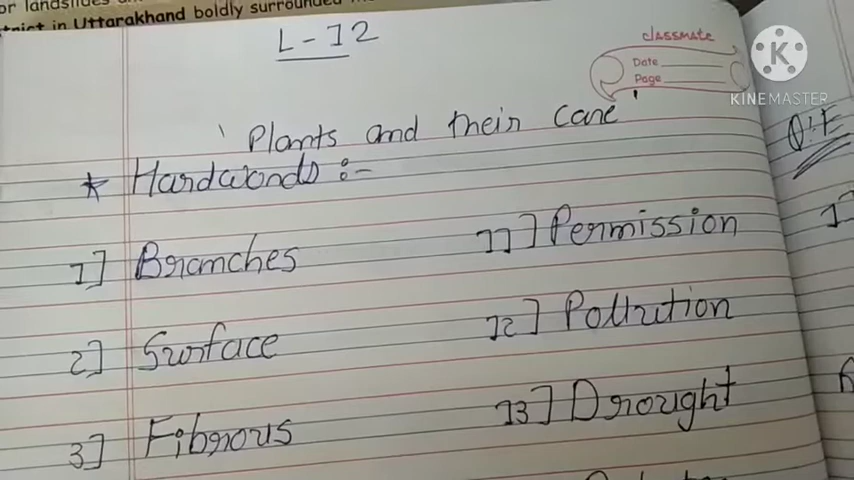 or landslides
trict in Uttarakhand boldly surrounded
L-12
classmate
Date
Page
KINEMASTER
'Plants and their care'
* Hardwords :-
Q:1
1] Branches
11] Permission
2] Surface
12] Pollution
3] Fibrous
13] Drought